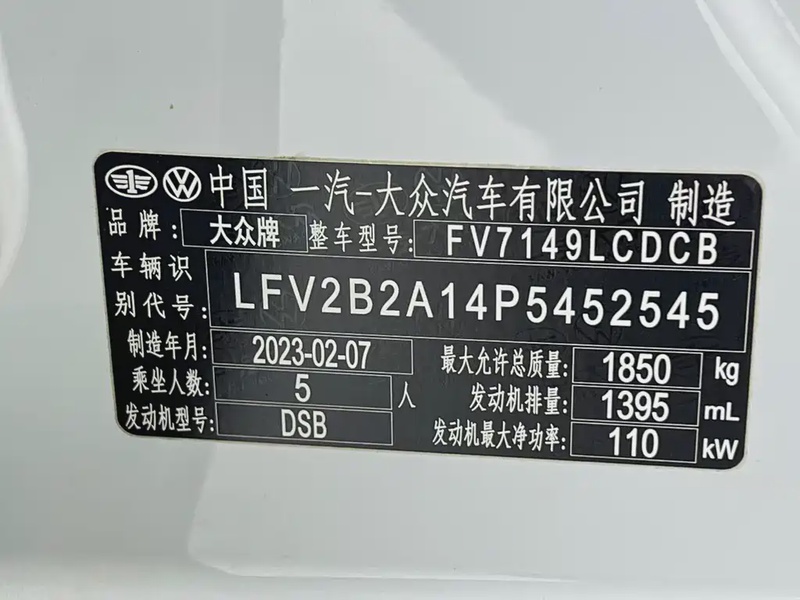 中国 一汽-大众汽车有限公司 制造
品牌: 大众牌 整车型号: FV7149LCDCB
车辆识别代号: LFV2B2A14P5452545
制造年月: 2023-02-07 最大允许总质量: 1850 kg
乘坐人数: 5 人 发动机排量: 1395 mL
发动机型号: DSB 发动机最大净功率: 110 kW